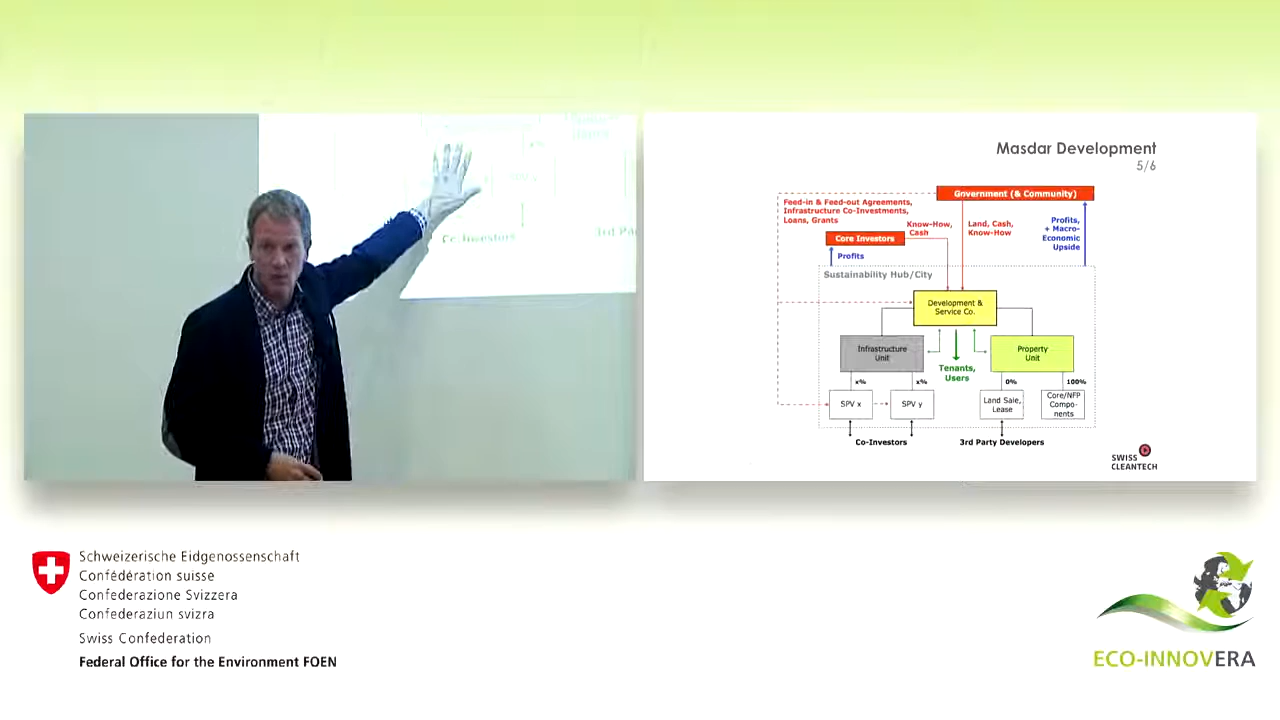 Co-Investors
3rd Pa
Masdar Development
5/6
Government (& Community)
Feed-in & Feed-out Agreements,
Infrastructure Co-Investments,
Loans, Grants
Know-How,
Cash
Land, Cash,
Know-How
Profits,
+ Macro-
Economic
Upside
Core Investors
Profits
Sustainability Hub/City
Development &
Service Co.
Infrastructure
Unit
Property
Unit
Tenants,
Users
x%
x%
0%
100%
SPV x
SPV y
Land Sale,
Lease
Core/NFP
Compo-
nents
Co-Investors
3rd Party Developers
SWISS
CLEANTECH
Schweizerische Eidgenossenschaft
Confédération suisse
Confederazione Svizzera
Confederaziun svizra
Swiss Confederation
Federal Office for the Environment FOEN
ECO-INNOVERA